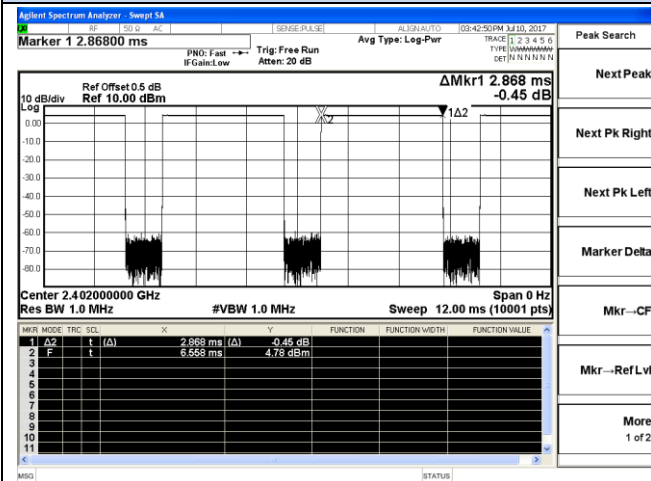 Agilent Spectrum Analyzer - Swept SA
RF 50 Ω AC SENSE:PULSE ALIGNAUTO 03:42:50PM Jul 10, 2017
Marker 1 2.86800 ms
PNO: Fast Trig: Free Run Avg Type: Log-Pwr TRACE 1 2 3 4 5 6
TYPE
IFGain:Low Atten: 20 dB DET N N N N N N
Peak Search
Next Peak
Next Pk Right
Next Pk Left
Marker Delta
Mkr→CF
Mkr→Ref Lvl
More
1 of 2
Ref Offset 0.5 dB ΔMkr1 2.868 ms
10 dB/div Ref 10.00 dBm -0.45 dB
Log
0.00
-10.0
-20.0
-30.0
-40.0
-50.0
-60.0
-70.0
-80.0
2
1Δ2
Center 2.402000000 GHz Span 0 Hz
Res BW 1.0 MHz #VBW 1.0 MHz Sweep 12.00 ms (10001 pts)
MKR MODE TRC SCL X Y FUNCTION FUNCTION WIDTH FUNCTION VALUE
1 Δ2 t (Δ) 2.868 ms (Δ) -0.45 dB
2 F t 6.558 ms 4.78 dBm
3
4
5
6
7
8
9
10
11
MSG STATUS